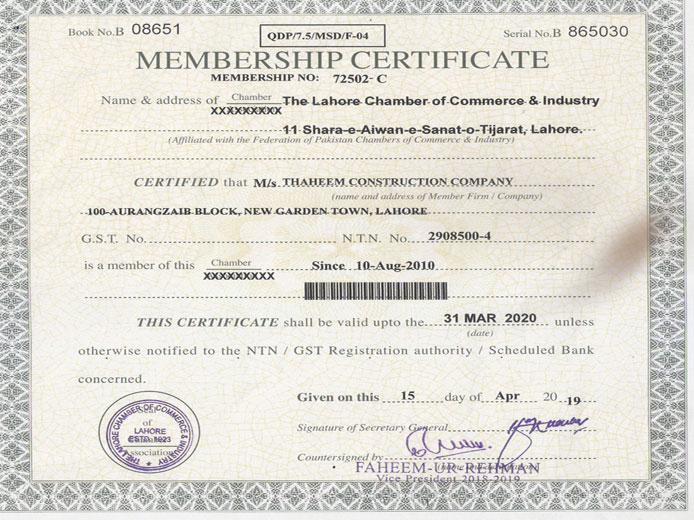 Book No.B 08651
QDP/7.5/MSD/F-04
Serial No.B 865030
MEMBERSHIP CERTIFICATE
MEMBERSHIP NO: 72502-C
Name & address of Chamber The Lahore Chamber of Commerce & Industry
XXXXXXXXX
11 Shara-e-Aiwan-e-Sanat-o-Tijarat, Lahore.
(Affiliated with the Federation of Pakistan Chambers of Commerce & Industry)
CERTIFIED that M/s THAHEEM CONSTRUCTION COMPANY
(name and address of Member Firm / Company)
100-AURANGZAIB BLOCK, NEW GARDEN TOWN, LAHORE
G.S.T. No. N.T.N. No. 2908500-4
is a member of this Chamber Since 10-Aug-2010
XXXXXXXXX
THIS CERTIFICATE shall be valid upto the 31 MAR 2020 unless
(date)
otherwise notified to the NTN / GST Registration authority / Scheduled Bank
concerned.
Given on this 15 day of Apr 20 19
Signature of Secretary General
Countersigned by
FAHEEM-UR-REHMAN
Vice President 2018-2019
THE LAHORE CHAMBER OF COMMERCE & INDUSTRY
of
LAHORE
ESTD. 1923
Association